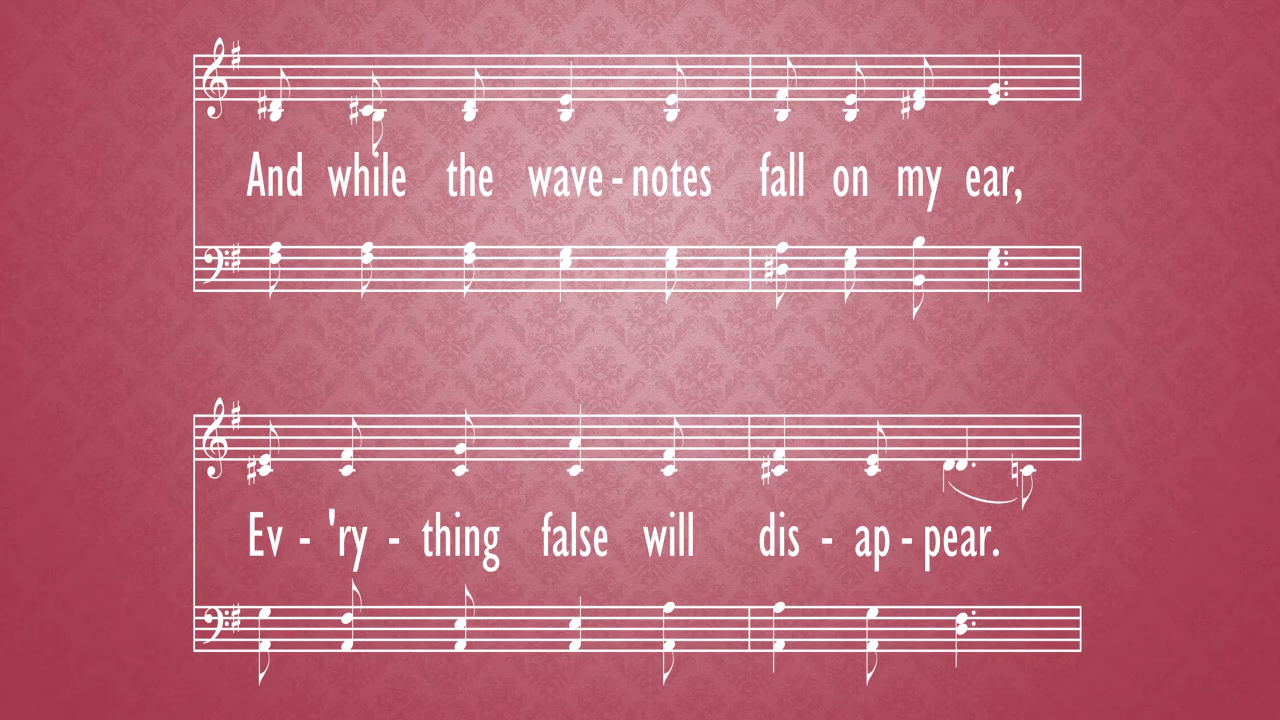 And while the wave - notes fall on my ear,
Ev - 'ry - thing false will dis - ap - pear.